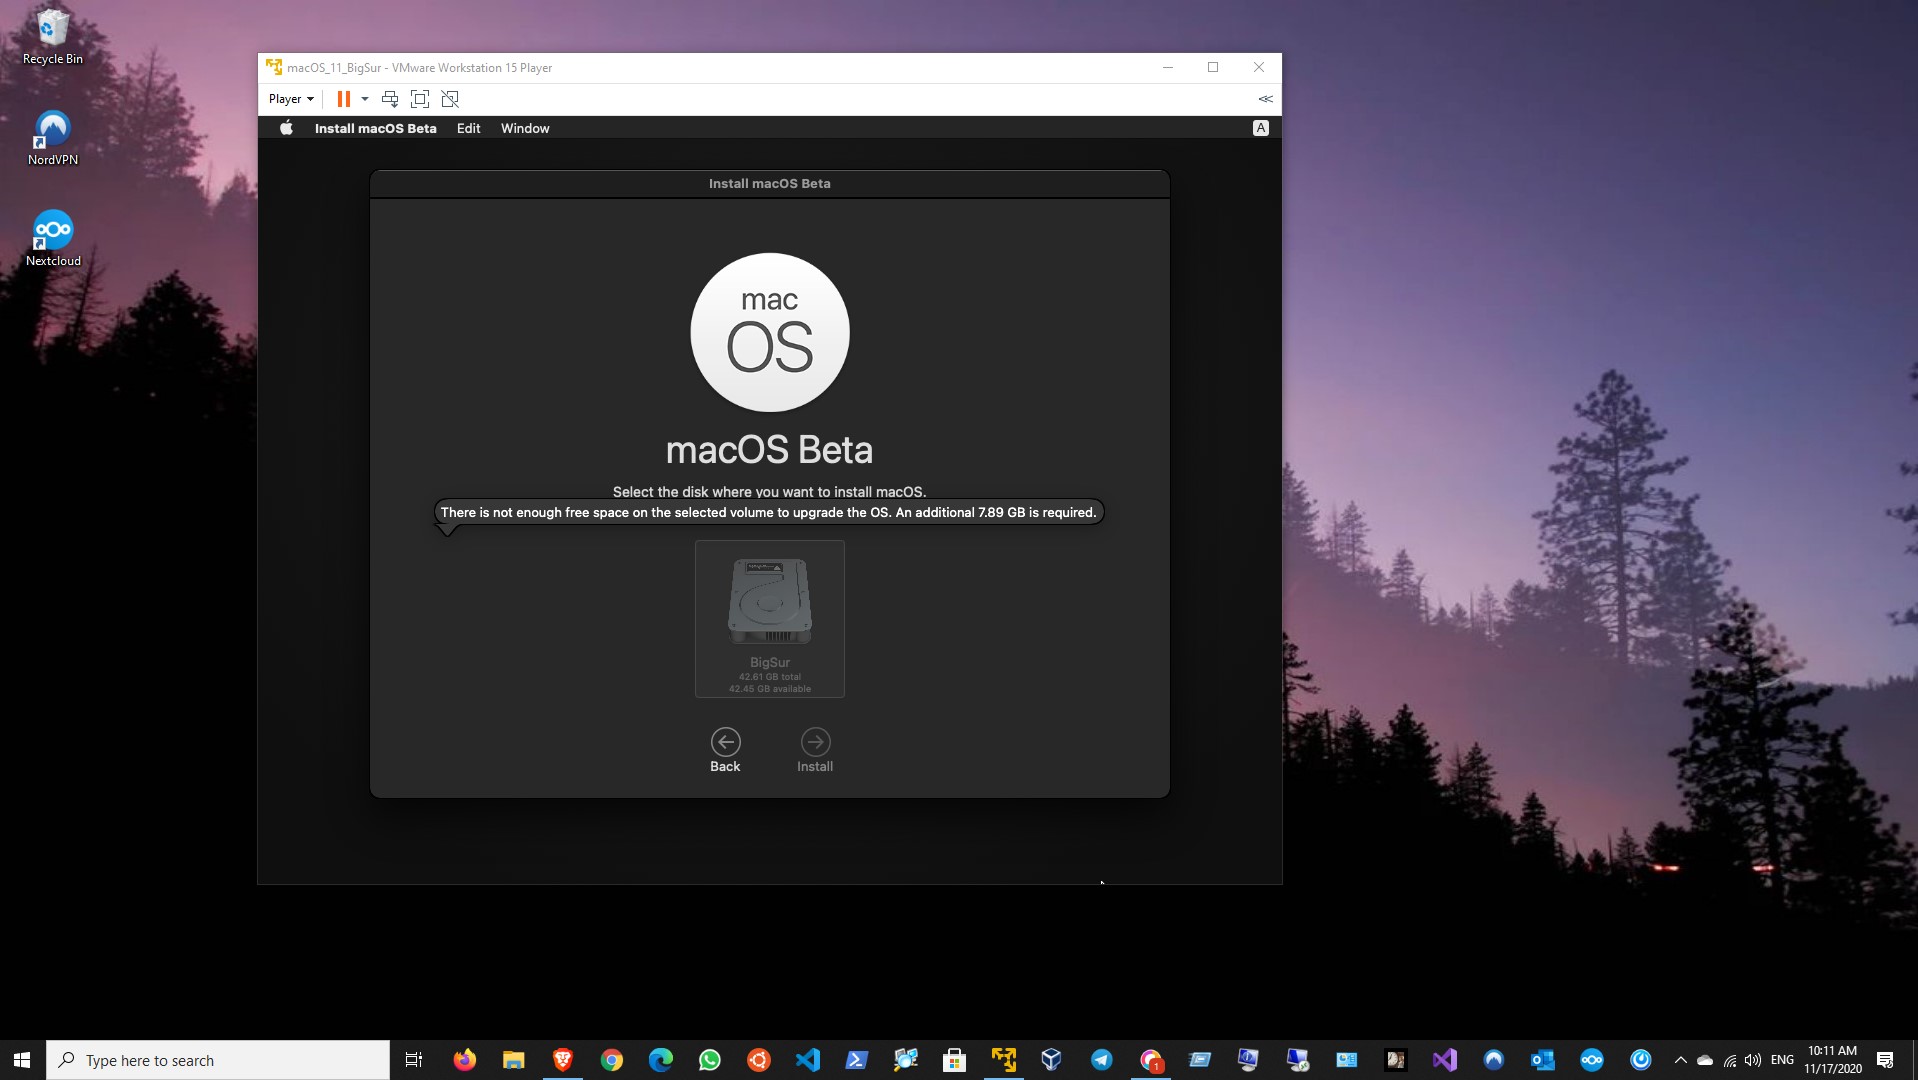 Recycle Bin
NordVPN
Nextcloud
macOS_11_BigSur - VMware Workstation 15 Player
Player
Install macOS Beta Edit Window A
Install macOS Beta
mac
OS
macOS Beta
Select the disk where you want to install macOS.
There is not enough free space on the selected volume to upgrade the OS. An additional 7.89 GB is required.
BigSur
42.61 GB total
42.45 GB available
Back Install
Type here to search
1
ENG
10:11 AM
11/17/2020